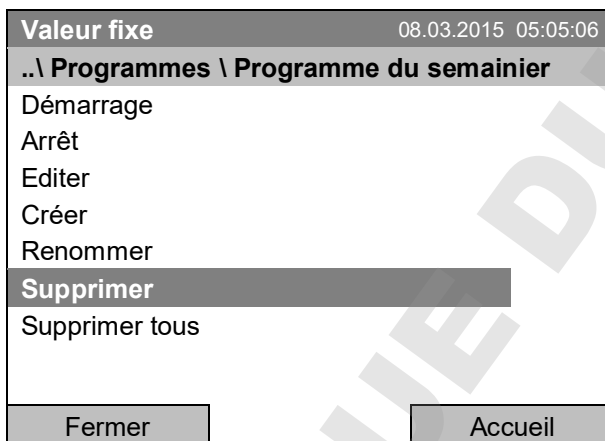 Valeur fixe 08.03.2015 05:05:06
..\ Programmes \ Programme du semainier
Démarrage
Arrêt
Editer
Créer
Renommer
Supprimer
Supprimer tous
Fermer Accueil